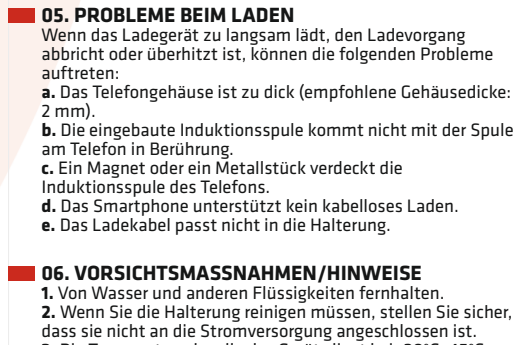 05. PROBLEME BEIM LADEN
Wenn das Ladegerät zu langsam lädt, den Ladevorgang
abbricht oder überhitzt ist, können die folgenden Probleme
auftreten:
a. Das Telefongehäuse ist zu dick (empfohlene Gehäusedicke:
2 mm).
b. Die eingebaute Induktionsspule kommt nicht mit der Spule
am Telefon in Berührung.
c. Ein Magnet oder ein Metallstück verdeckt die
Induktionsspule des Telefons.
d. Das Smartphone unterstützt kein kabelloses Laden.
e. Das Ladekabel passt nicht in die Halterung.
06. VORSICHTSMASSNAHMEN/HINWEISE
1. Von Wasser und anderen Flüssigkeiten fernhalten.
2. Wenn Sie die Halterung reinigen müssen, stellen Sie sicher,
dass sie nicht an die Stromversorgung angeschlossen ist.